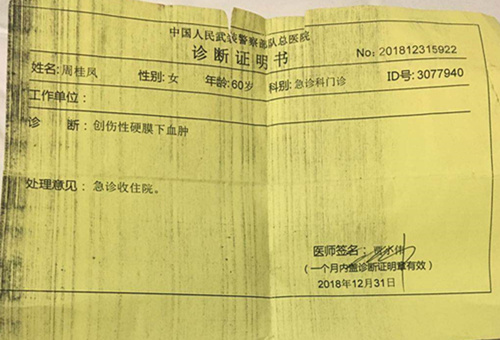 中国人民武装警察部队总医院
诊断证明书
No: 201812315922
姓名: 周桂凤 性别: 女 年龄: 60岁 科别: 急诊科门诊 ID号: 3077940
工作单位:
诊 断: 创伤性硬膜下血肿
处理意见: 急诊收住院。
医师签名:
(一个月内盖诊断证明章有效)
2018年12月31日